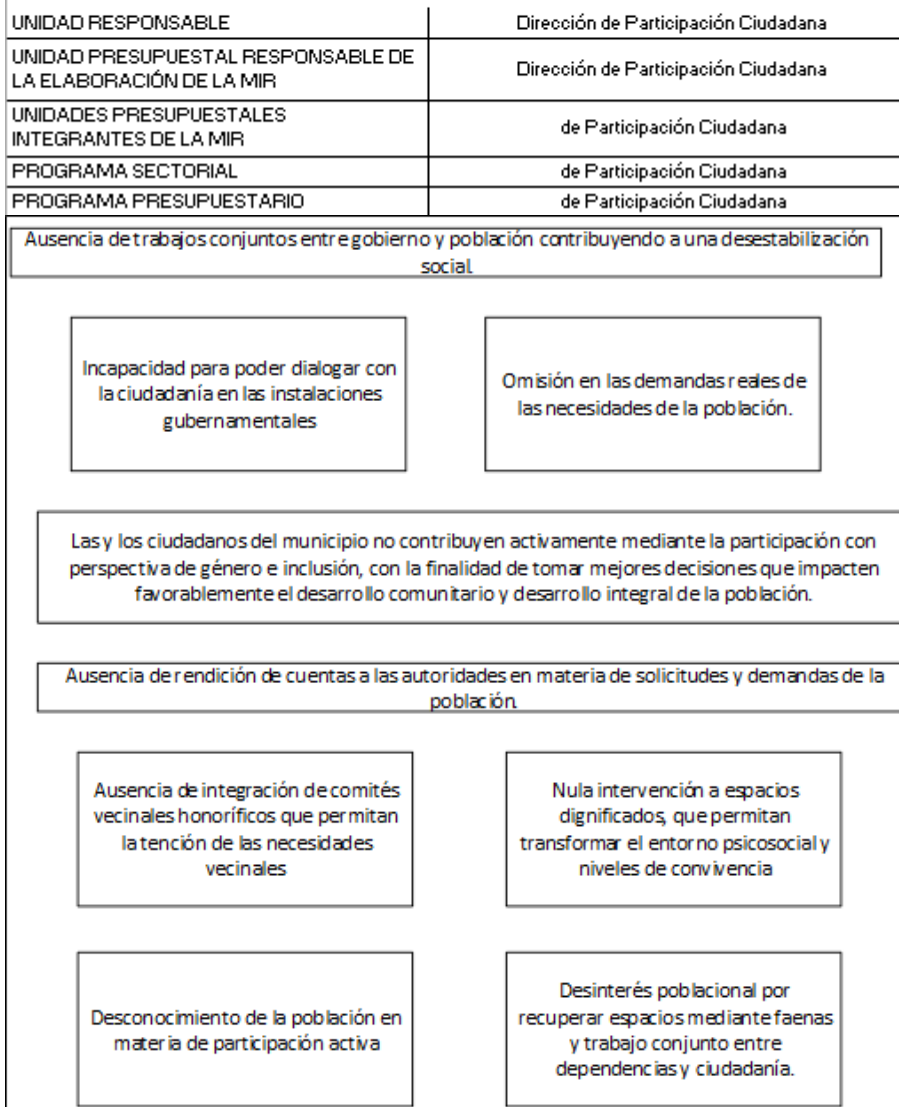 UNIDAD RESPONSABLE
Dirección de Participación Ciudadana
UNIDAD PRESUPUESTAL RESPONSABLE DE
LA ELABORACIÓN DE LA MIR
Dirección de Participación Ciudadana
UNIDADES PRESUPUESTALES
INTEGRANTES DE LA MIR
de Participación Ciudadana
PROGRAMA SECTORIAL
de Participación Ciudadana
PROGRAMA PRESUPUESTARIO
de Participación Ciudadana
Ausencia de trabajos conjuntos entre gobierno y población contribuyendo a una desestabilización
social.
Incapacidad para poder dialogar con
la ciudadanía en las instalaciones
gubernamentales
Omisión en las demandas reales de
las necesidades de la población.
Las y los ciudadanos del municipio no contribuyen activamente mediante la participación con
perspectiva de género e inclusión, con la finalidad de tomar mejores decisiones que impacten
favorablemente el desarrollo comunitario y desarrollo integral de la población.
Ausencia de rendición de cuentas a las autoridades en materia de solicitudes y demandas de la
población.
Ausencia de integración de comités
vecinales honoríficos que permitan
la tención de las necesidades
vecinales
Nula intervención a espacios
dignificados, que permitan
transformar el entorno psicosocial y
niveles de convivencia
Desconocimiento de la población en
materia de participación activa
Desinterés poblacional por
recuperar espacios mediante faenas
y trabajo conjunto entre
dependencias y ciudadanía.